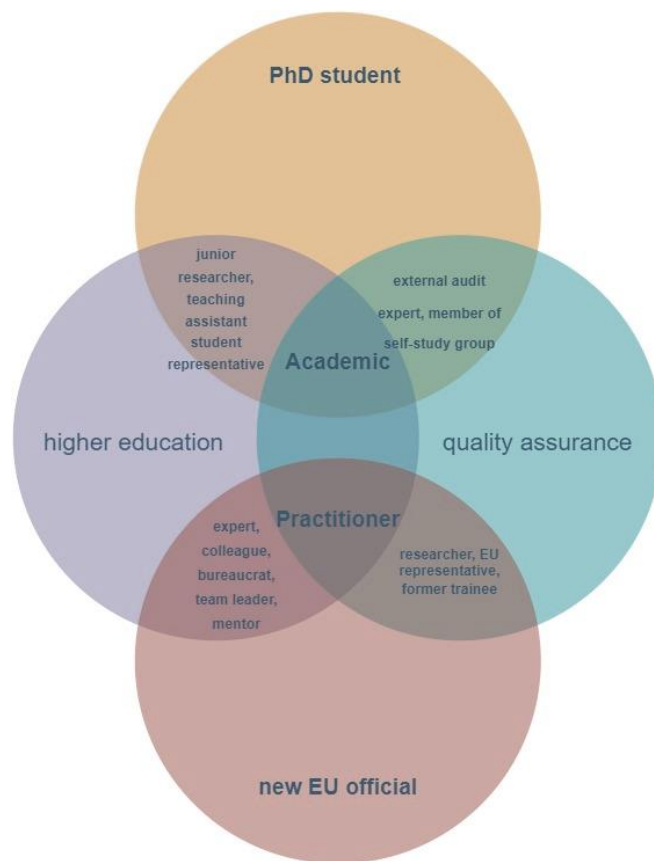 PhD student
junior
researcher,
teaching
assistant
student
representative
external audit
expert, member of
self-study group
Academic
higher education
quality assurance
Practitioner
expert,
colleague,
bureaucrat,
team leader,
mentor
researcher, EU
representative,
former trainee
new EU official